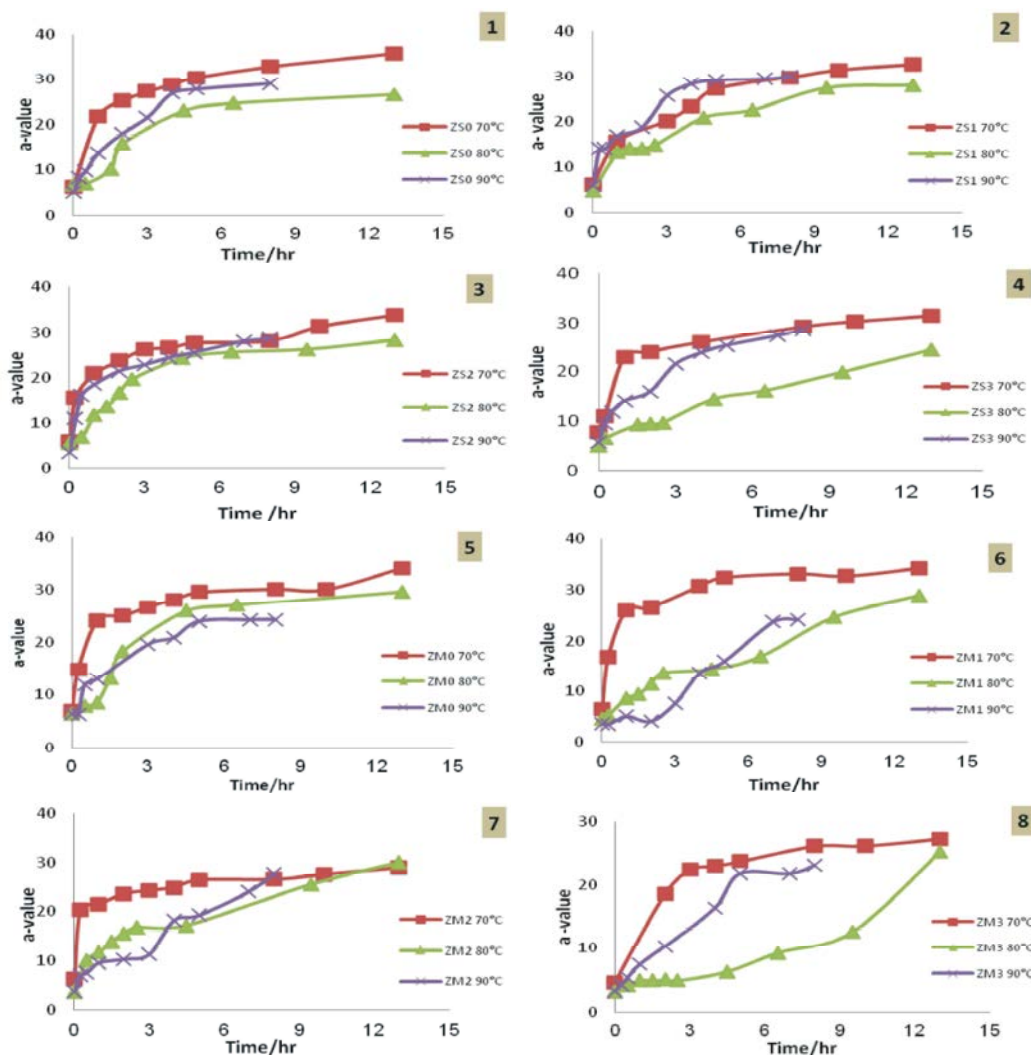 1
40
30
20
10
0
a-value
ZS0 70°C
ZS0 80°C
ZS0 90°C
0 3 6 9 12 15
Time/hr
2
40
30
20
10
0
a- value
ZS1 70°C
ZS1 80°C
ZS1 90°C
0 3 6 9 12 15
Time/hr
3
40
30
20
10
0
a-value
ZS2 70°C
ZS2 80°C
ZS2 90°C
0 3 6 9 12 15
Time /hr
4
40
30
20
10
0
a-value
ZS3 70°C
ZS3 80°C
ZS3 90°C
0 3 6 9 12 15
Time/hr
5
40
30
20
10
0
a-value
ZM0 70°C
ZM0 80°C
ZM0 90°C
0 3 6 9 12 15
Time/hr
6
40
30
20
10
0
a-value
ZM1 70°C
ZM1 80°C
ZM1 90°C
0 3 6 9 12 15
Time/hr
7
40
30
20
10
0
a-value
ZM2 70°C
ZM2 80°C
ZM2 90°C
0 3 6 9 12 15
Time/hr
8
30
20
10
0
a-value
ZM3 70°C
ZM3 80°C
ZM3 90°C
0 3 6 9 12 15
Time/hr